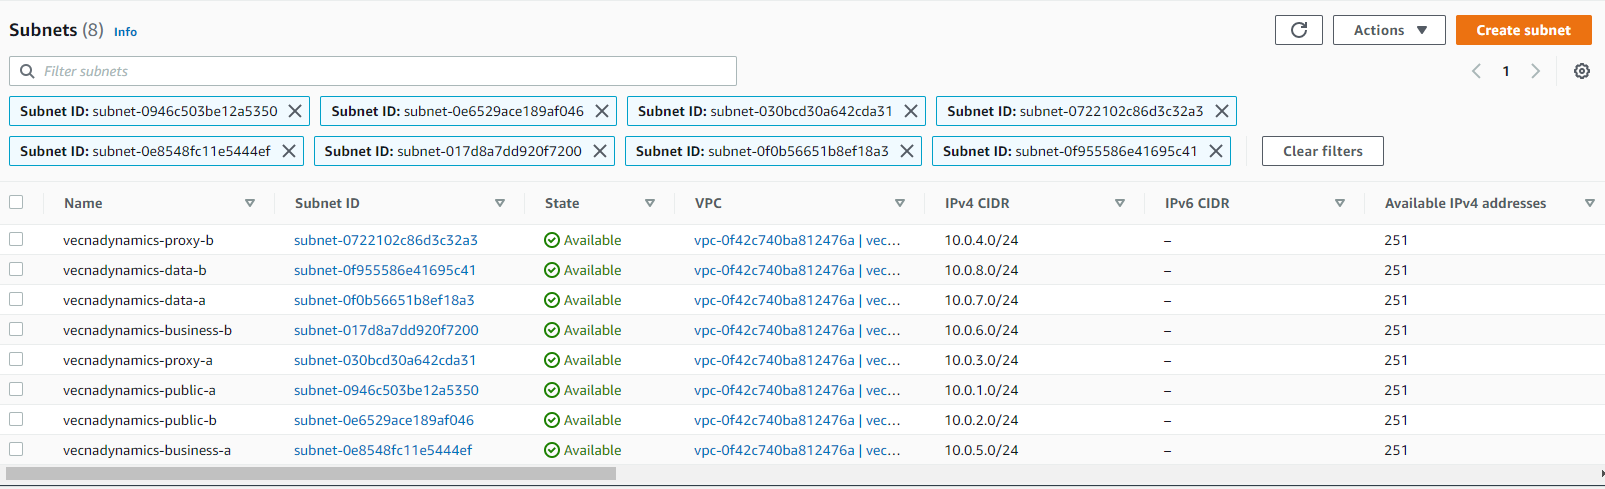 Subnets (8) Info
Actions Create subnet
Filter subnets
1
Subnet ID: subnet-0946c503be12a5350 Subnet ID: subnet-0e6529ace189af046 Subnet ID: subnet-030bcd30a642cda31 Subnet ID: subnet-0722102c86d3c32a3
Subnet ID: subnet-0e8548fc11e5444ef Subnet ID: subnet-017d8a7dd920f7200 Subnet ID: subnet-0f0b56651b8ef18a3 Subnet ID: subnet-0f955586e41695c41 Clear filters
Name Subnet ID State VPC IPv4 CIDR IPv6 CIDR Available IPv4 addresses
vecnadynamics-proxy-b subnet-0722102c86d3c32a3 Available vpc-0f42c740ba812476a | vec... 10.0.4.0/24 – 251
vecnadynamics-data-b subnet-0f955586e41695c41 Available vpc-0f42c740ba812476a | vec... 10.0.8.0/24 – 251
vecnadynamics-data-a subnet-0f0b56651b8ef18a3 Available vpc-0f42c740ba812476a | vec... 10.0.7.0/24 – 251
vecnadynamics-business-b subnet-017d8a7dd920f7200 Available vpc-0f42c740ba812476a | vec... 10.0.6.0/24 – 251
vecnadynamics-proxy-a subnet-030bcd30a642cda31 Available vpc-0f42c740ba812476a | vec... 10.0.3.0/24 – 251
vecnadynamics-public-a subnet-0946c503be12a5350 Available vpc-0f42c740ba812476a | vec... 10.0.1.0/24 – 251
vecnadynamics-public-b subnet-0e6529ace189af046 Available vpc-0f42c740ba812476a | vec... 10.0.2.0/24 – 251
vecnadynamics-business-a subnet-0e8548fc11e5444ef Available vpc-0f42c740ba812476a | vec... 10.0.5.0/24 – 251